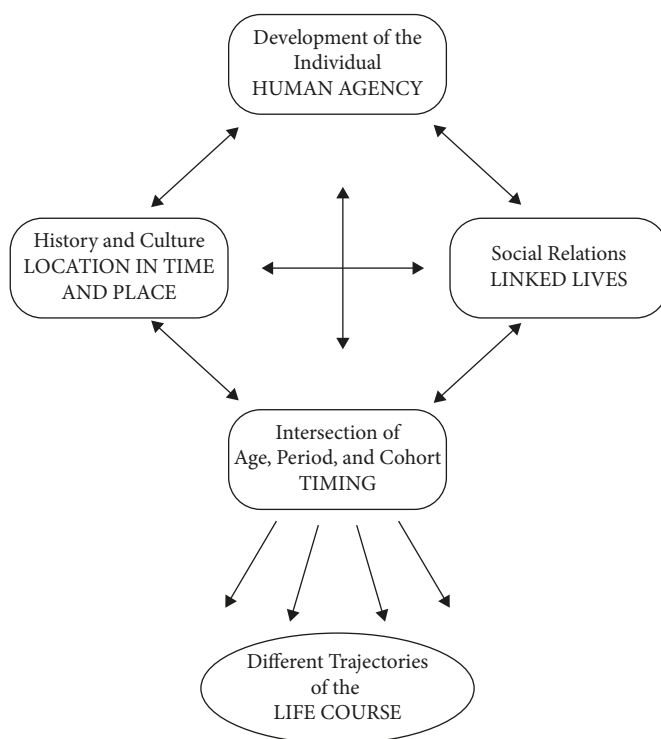 Development of the
Individual
HUMAN AGENCY
History and Culture
LOCATION IN TIME
AND PLACE
Social Relations
LINKED LIVES
Intersection of
Age, Period, and Cohort
TIMING
Different Trajectories
of the
LIFE COURSE